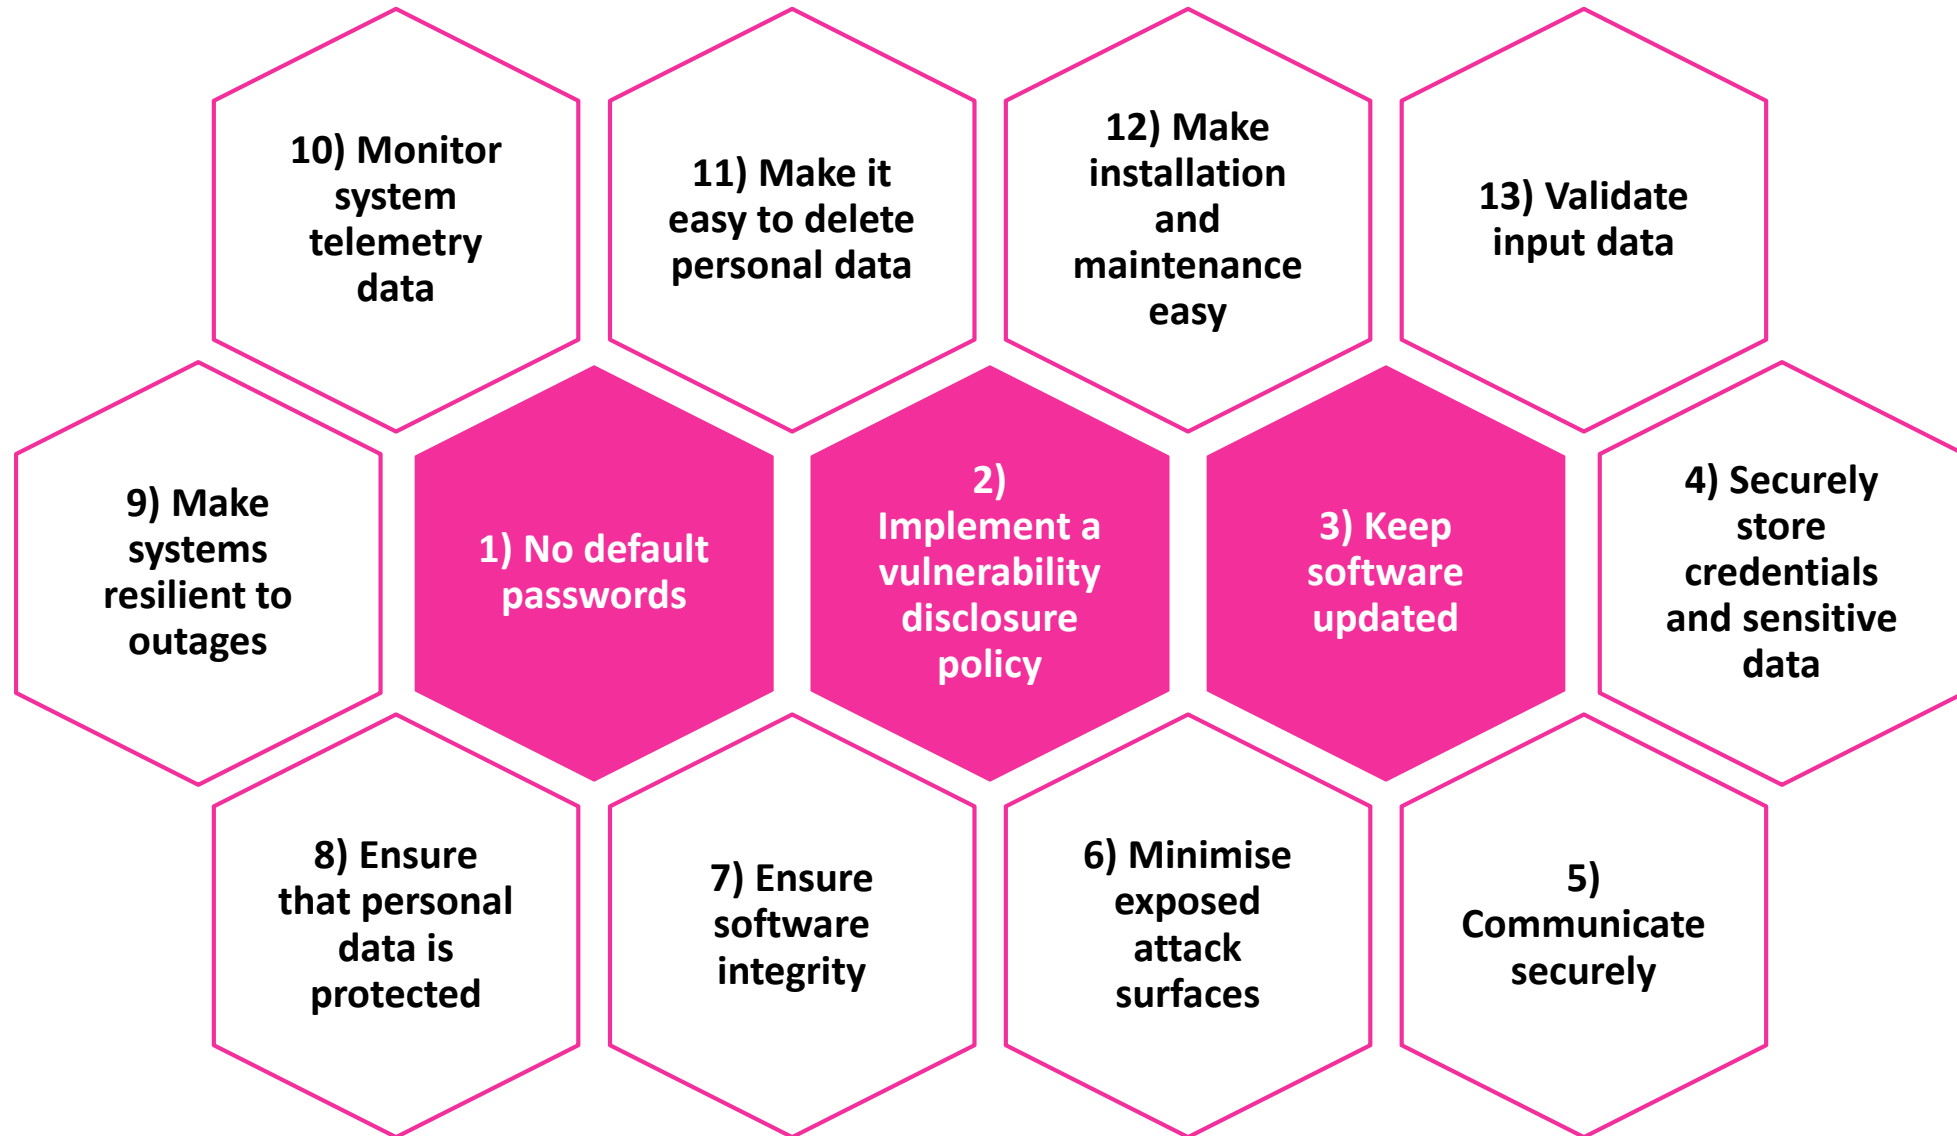 10) Monitor
system
telemetry
data
11) Make it
easy to delete
personal data
12) Make
installation
and
maintenance
easy
13) Validate
input data
9) Make
systems
resilient to
outages
1) No default
passwords
2)
Implement a
vulnerability
disclosure
policy
3) Keep
software
updated
4) Securely
store
credentials
and sensitive
data
8) Ensure
that personal
data is
protected
7) Ensure
software
integrity
6) Minimise
exposed
attack
surfaces
5)
Communicate
securely